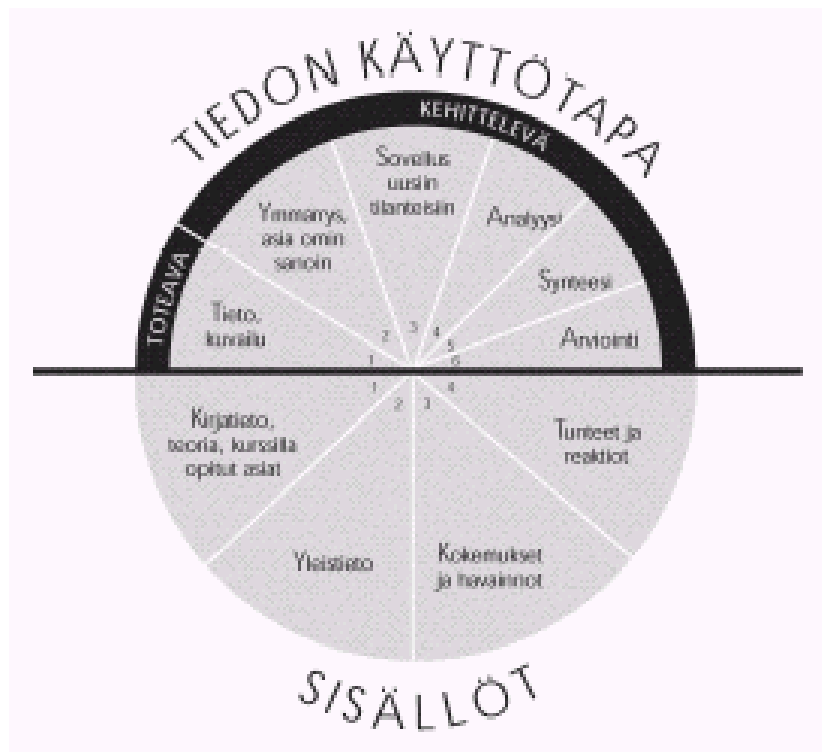 TIEDON KÄYTTÖTAPA
KEHITTELEVÄ
TOTEAVA
Tieto,
kuvailu
1
Ymmärrys,
asia omin
sanoin
2
Sovellus
uusiin
tilanteisiin
3
Analyysi
4
Synteesi
5
Arviointi
6
Kirjatieto,
teoria, kurssilla
opitut asiat
1
Yleistieto
2
Kokemukset
ja havainnot
3
Tunteet ja
reaktiot
4
SISÄLLÖT